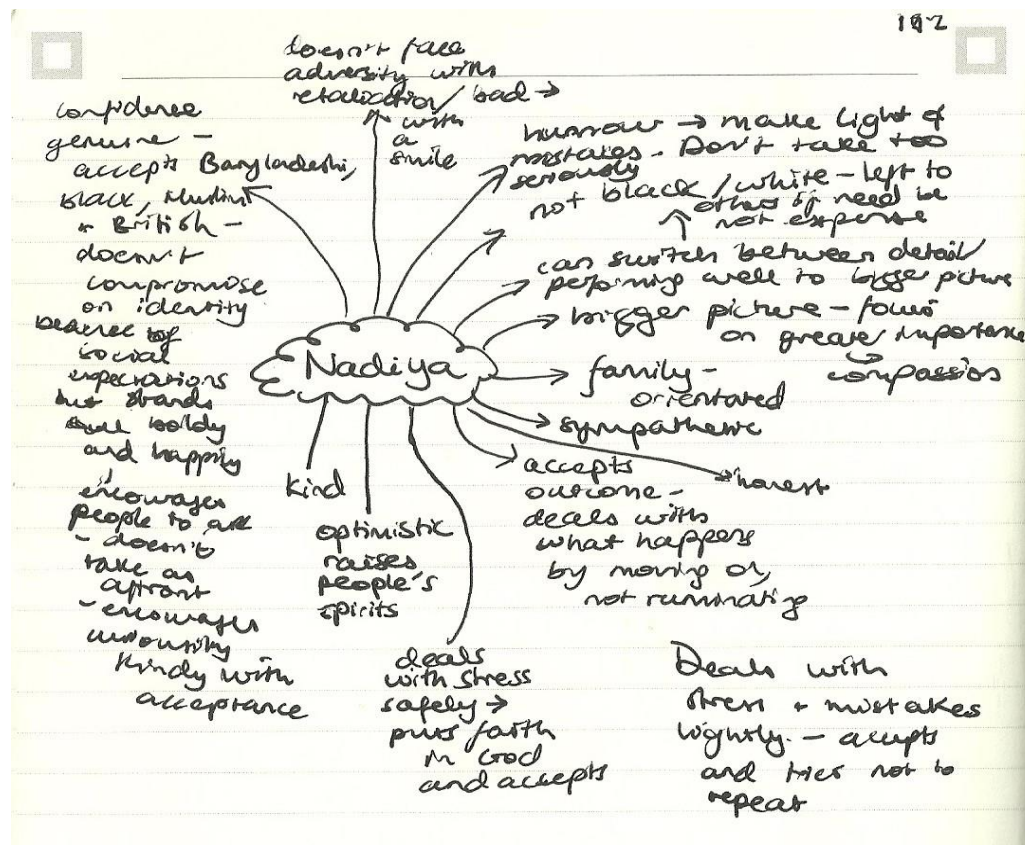 192
doesn't face
adversity with
retaliation / bad →
with
a
smile
confidence
genuine —
accepts Bangladeshi,
black, Muslim
+ British —
doesn't
compromise
on identity
social
expectations
but stands
boldly
and happily
encourages
people to ask
- doesn't
take as
affront
- encourages
curiosity
kindly with
acceptance
humour → make light of
mistakes. Don't take too
seriously
not black / white — left to
others if need be
not expense
can switch between detail
performing well to bigger picture
bigger picture — focus
on greater importance
compassion
family -
orientated
sympathetic
honest
accepts
outcome —
deals with
what happens
by moving on,
not ruminating
Nadiya
kind
optimistic
raises
people's
spirits
deals
with stress
safely →
puts faith
in God
and accepts
Deals with
stress + mistakes
lightly. — accepts
and tries not to
repeat